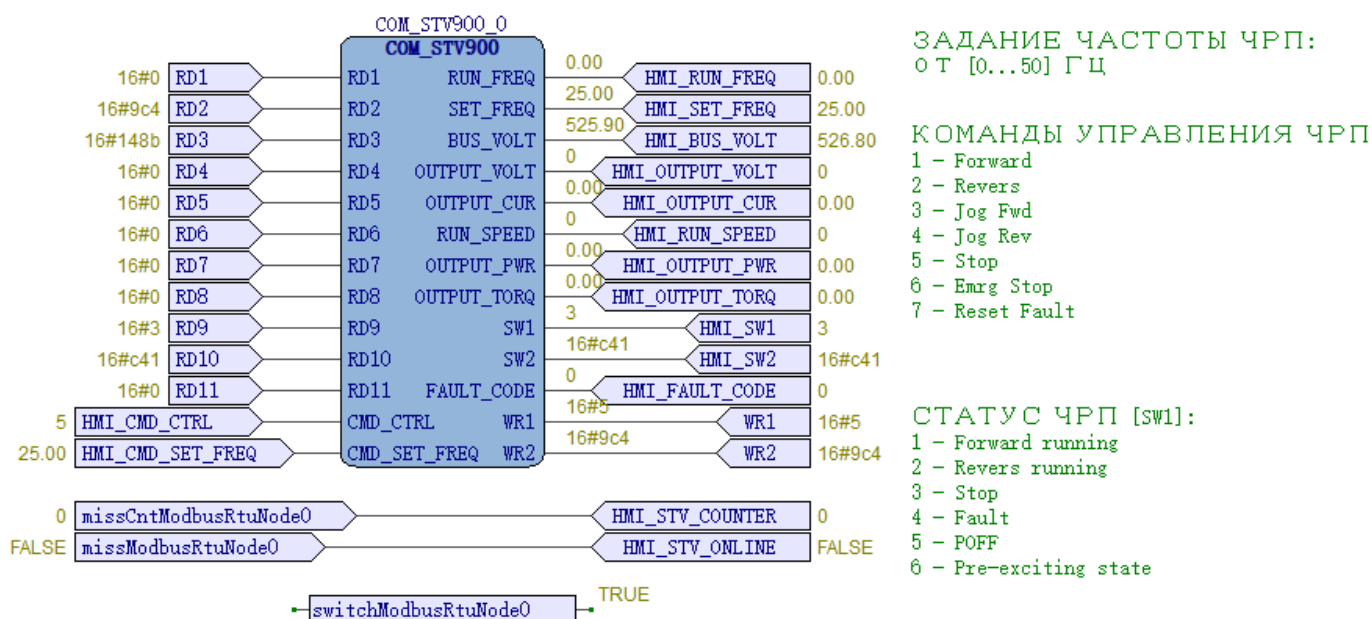 COM_STV900_0
COM_STV900
16#0 RD1 RD1 RUN_FREQ 0.00 HMI_RUN_FREQ 0.00
16#9c4 RD2 RD2 SET_FREQ 25.00 HMI_SET_FREQ 25.00
16#148b RD3 RD3 BUS_VOLT 525.90 HMI_BUS_VOLT 526.80
16#0 RD4 RD4 OUTPUT_VOLT 0 HMI_OUTPUT_VOLT 0
16#0 RD5 RD5 OUTPUT_CUR 0.00 HMI_OUTPUT_CUR 0.00
16#0 RD6 RD6 RUN_SPEED 0 HMI_RUN_SPEED 0
16#0 RD7 RD7 OUTPUT_PWR 0.00 HMI_OUTPUT_PWR 0.00
16#0 RD8 RD8 OUTPUT_TORQ 0.00 HMI_OUTPUT_TORQ 0.00
16#3 RD9 RD9 SW1 3 HMI_SW1 3
16#c41 RD10 RD10 SW2 16#c41 HMI_SW2 16#c41
16#0 RD11 RD11 FAULT_CODE 0 HMI_FAULT_CODE 0
5 HMI_CMD_CTRL CMD_CTRL WR1 16#5 WR1 16#5
25.00 HMI_CMD_SET_FREQ CMD_SET_FREQ WR2 16#9c4 WR2 16#9c4
0 missCntModbusRtuNode0 HMI_STV_COUNTER 0
FALSE missModbusRtuNode0 HMI_STV_ONLINE FALSE
switchModbusRtuNode0 TRUE
ЗАДАНИЕ ЧАСТОТЫ ЧРП:
ОТ [0...50] ГЦ
КОМАНДЫ УПРАВЛЕНИЯ ЧРП
1 - Forward
2 - Revers
3 - Jog Fwd
4 - Jog Rev
5 - Stop
6 - Emrg Stop
7 - Reset Fault
СТАТУС ЧРП [SW1]:
1 - Forward running
2 - Revers running
3 - Stop
4 - Fault
5 - POFF
6 - Pre-exciting state